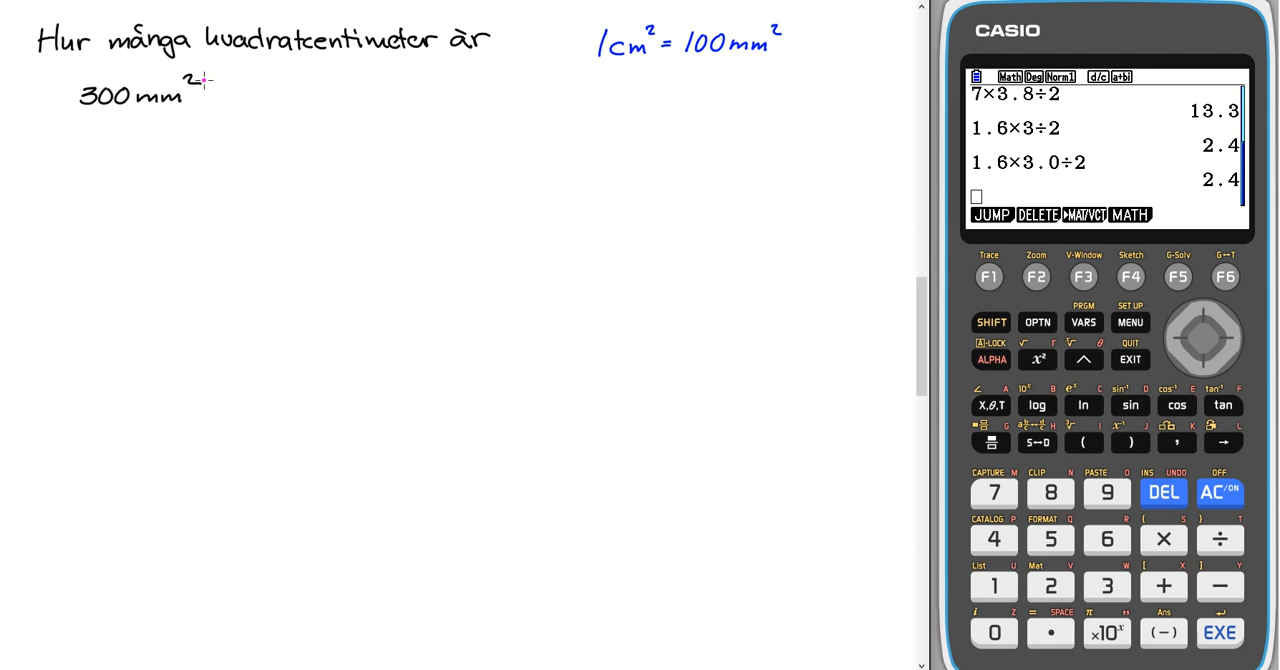 Hur många kvadratcentimeter är
300 mm²
1 cm² = 100 mm²
CASIO
Math Deg Norm1 d/c a+bi
7×3.8÷2
13.3
1.6×3÷2
2.4
1.6×3.0÷2
2.4
JUMP DELETE ▶MAT/VCT MATH
Trace Zoom V-Window Sketch G-Solv G↔T
F1 F2 F3 F4 F5 F6
PRGM SET UP
SHIFT OPTN VARS MENU
[A]-LOCK √ r θ QUIT
ALPHA x² ^ EXIT
∠ A 10ˣ B eˣ C sin⁻¹ D cos⁻¹ E tan⁻¹ F
X,θ,T log ln sin cos tan
G H ³√ I x⁻¹ J K L
S↔D ( ) , →
CAPTURE M CLIP N PASTE O INS UNDO OFF
7 8 9 DEL AC/ON
CATALOG P FORMAT Q R { S } T
4 5 6 × ÷
List U Mat V W [ X ] Y
1 2 3 + −
i Z = SPACE π " Ans ↵
0 • ×10ˣ (−) EXE